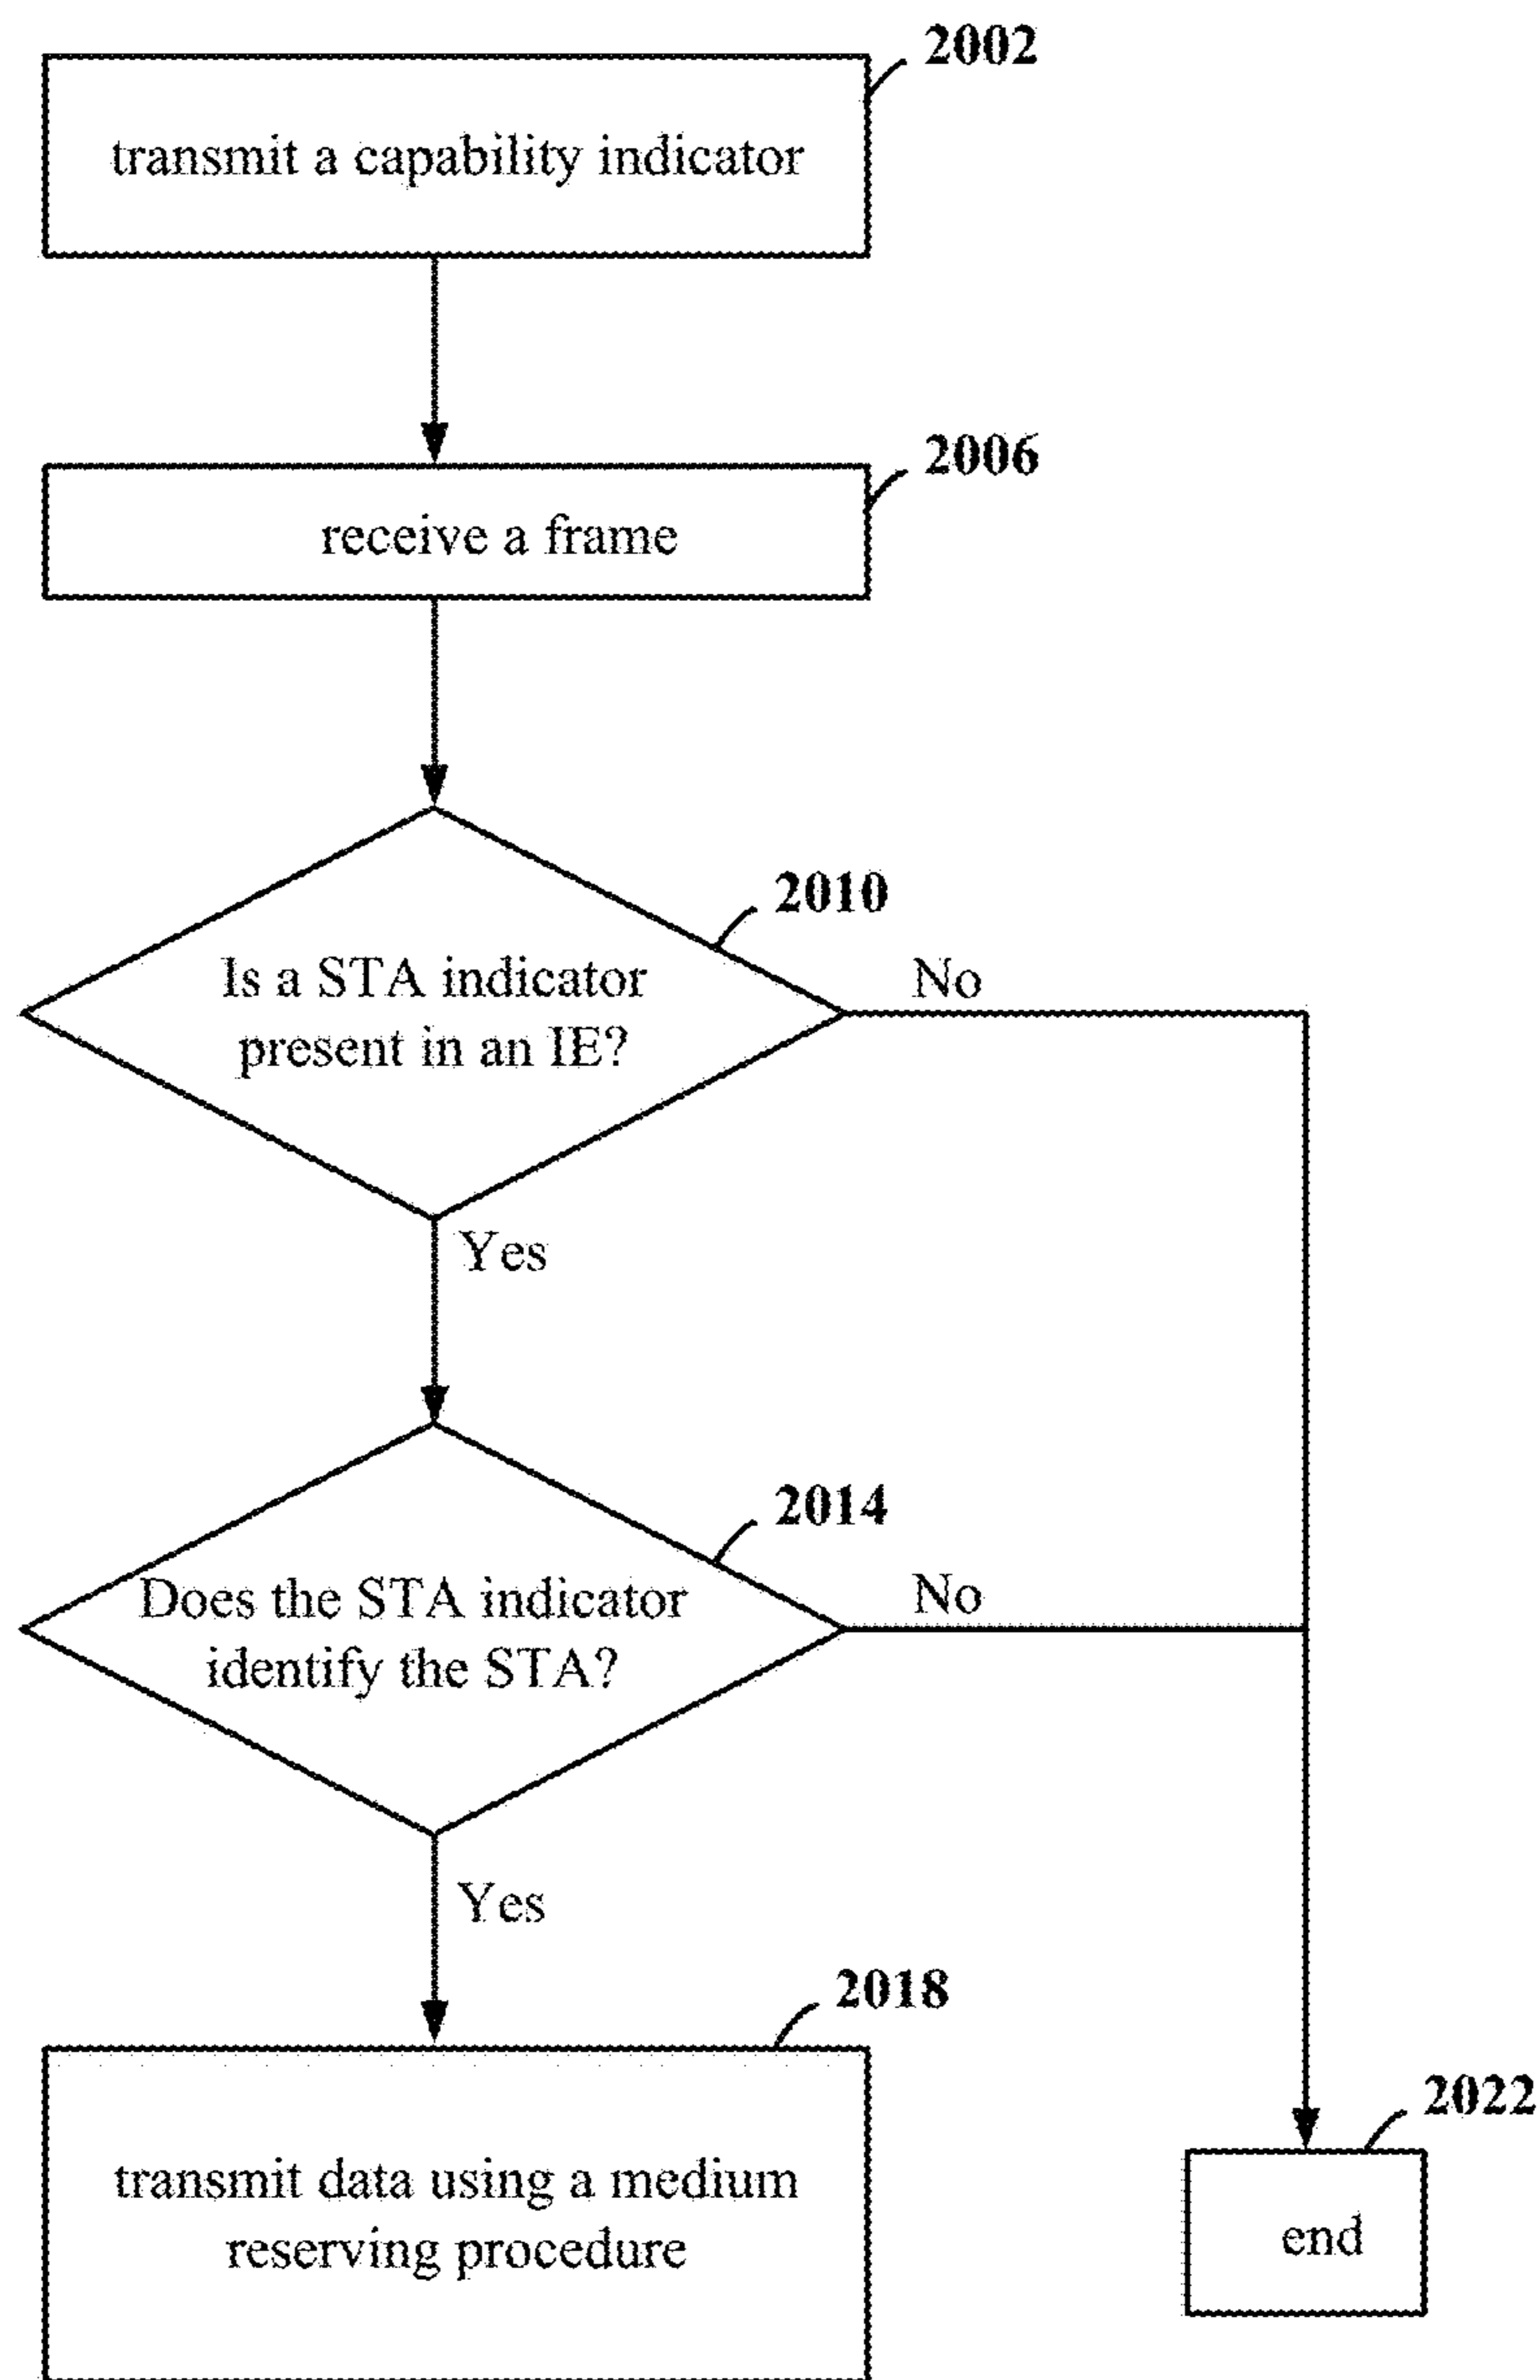 2002
transmit a capability indicator
2006
receive a frame
2010
Is a STA indicator
present in an IE?
No
Yes
2014
Does the STA indicator
identify the STA?
No
Yes
2018
transmit data using a medium
reserving procedure
2022
end